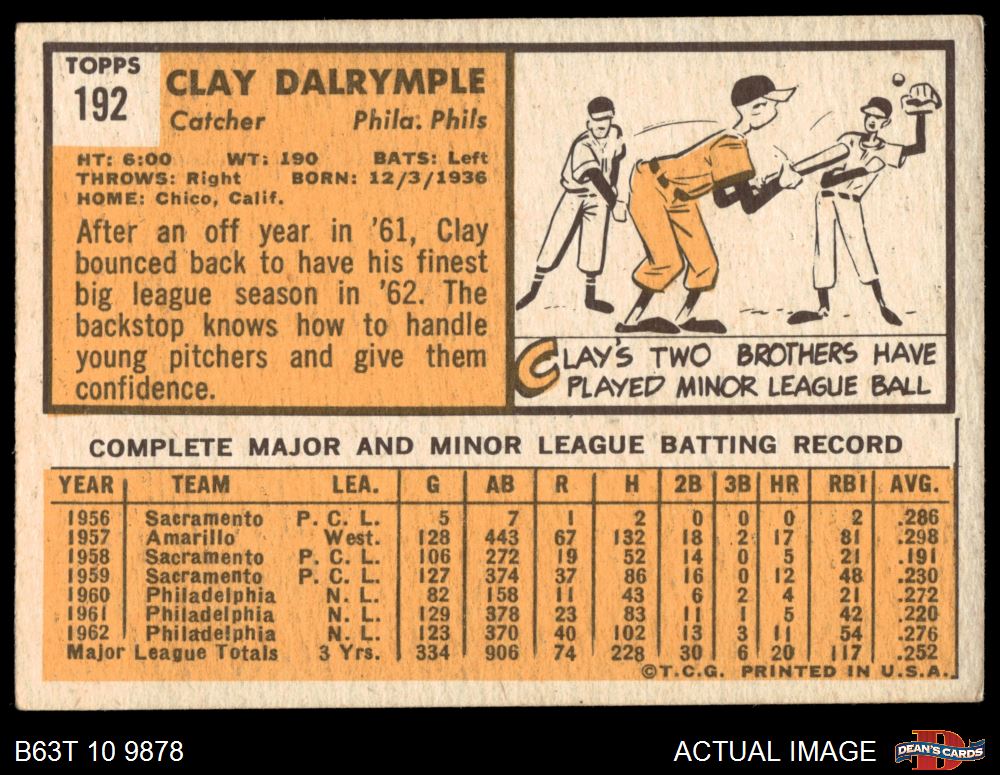 TOPPS
192
CLAY DALRYMPLE
Catcher Phila. Phils
HT: 6:00 WT: 190 BATS: Left
THROWS: Right BORN: 12/3/1936
HOME: Chico, Calif.
After an off year in '61, Clay
bounced back to have his finest
big league season in '62. The
backstop knows how to handle
young pitchers and give them
confidence.
CLAY'S TWO BROTHERS HAVE
PLAYED MINOR LEAGUE BALL
COMPLETE MAJOR AND MINOR LEAGUE BATTING RECORD
YEAR TEAM LEA. G AB R H 2B 3B HR RBI AVG.
1956 Sacramento P. C. L. 5 7 1 2 0 0 0 2 .286
1957 Amarillo West. 128 443 67 132 18 2 17 81 .298
1958 Sacramento P. C. L. 106 272 19 52 14 0 5 21 .191
1959 Sacramento P. C. L. 127 374 37 86 16 0 12 48 .230
1960 Philadelphia N. L. 82 158 11 43 6 2 4 21 .272
1961 Philadelphia N. L. 129 378 23 83 11 1 5 42 .220
1962 Philadelphia N. L. 123 370 40 102 13 3 11 54 .276
Major League Totals 3 Yrs. 334 906 74 228 30 6 20 117 .252
©T.C.G. PRINTED IN U.S.A.
B63T 10 9878
ACTUAL IMAGE
D
DEAN'S CARDS